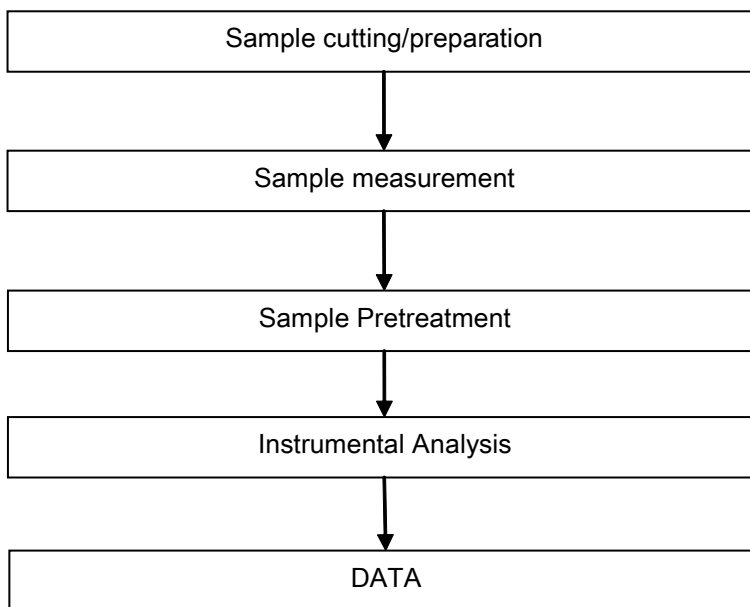 Sample cutting/preparation
Sample measurement
Sample Pretreatment
Instrumental Analysis
DATA